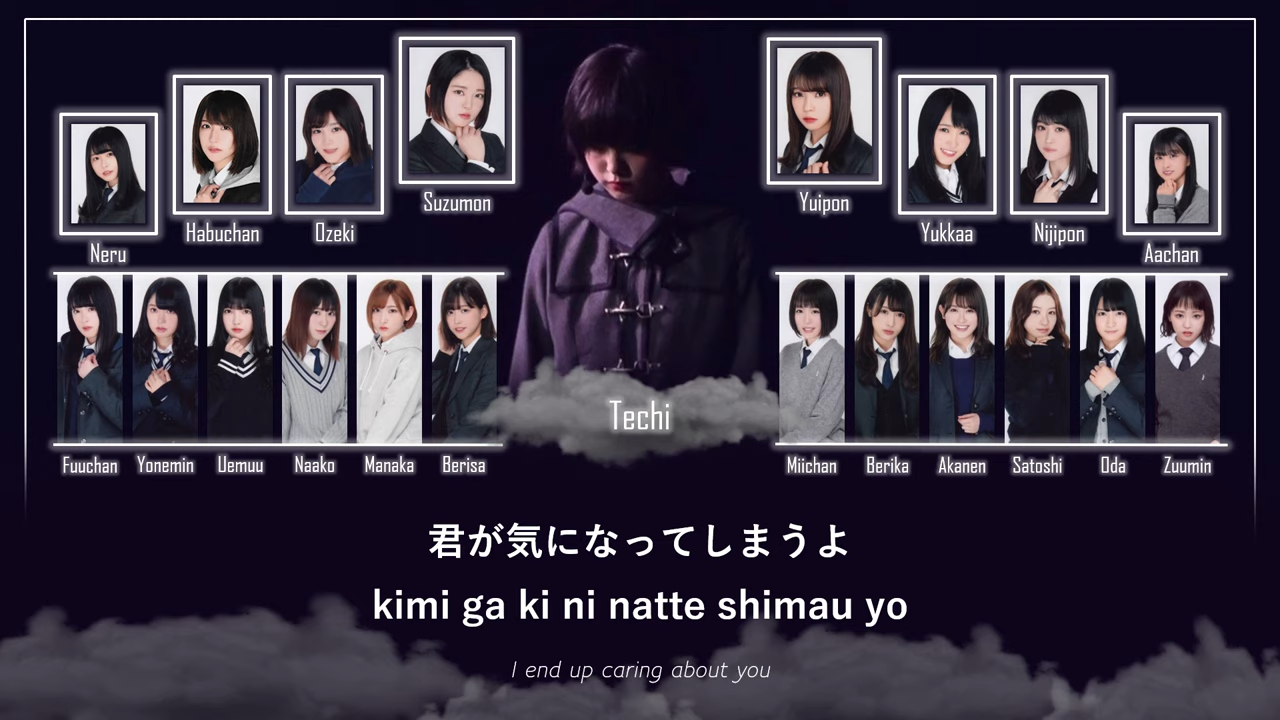 Suzumon
Yuipon
Habuchan
Ozeki
Yukkaa
Nijipon
Neru
Aachan
Techi
Fuuchan
Yonemin
Uemuu
Naako
Manaka
Berisa
Miichan
Berika
Akanen
Satoshi
Oda
Zuumin
君が気になってしまうよ
kimi ga ki ni natte shimau yo
I end up caring about you